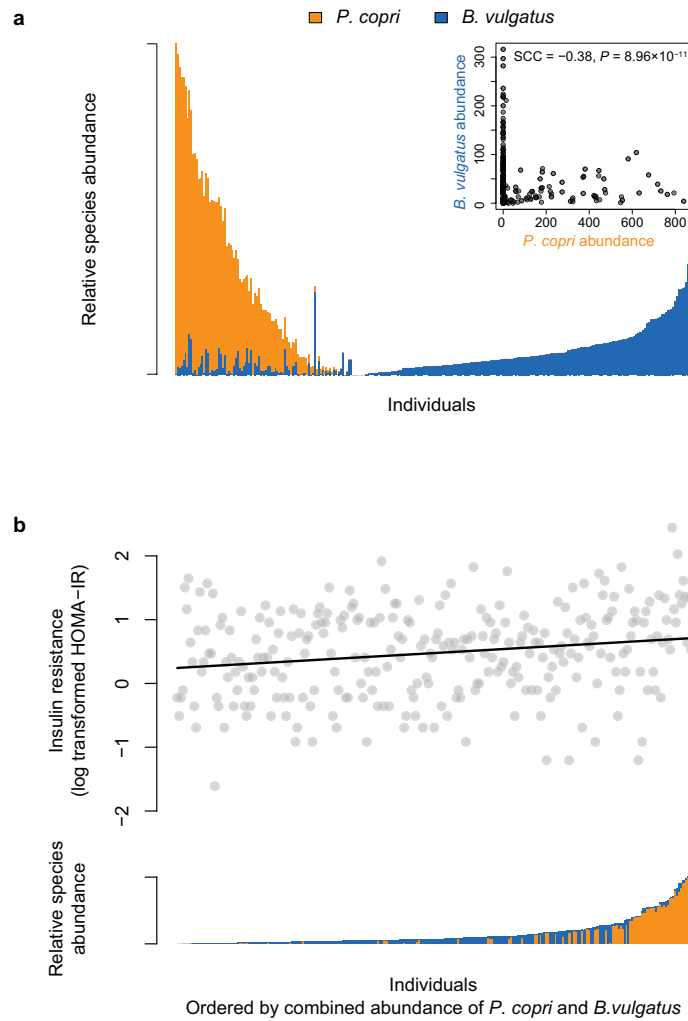 a
P. copri B. vulgatus
Relative species abundance
SCC = −0.38, P = 8.96×10⁻¹¹
B. vulgatus abundance
300
200
100
0
0 200 400 600 800
P. copri abundance
Individuals
b
Insulin resistance
(log transformed HOMA−IR)
2
1
0
−1
−2
Relative species
abundance
Individuals
Ordered by combined abundance of P. copri and B.vulgatus